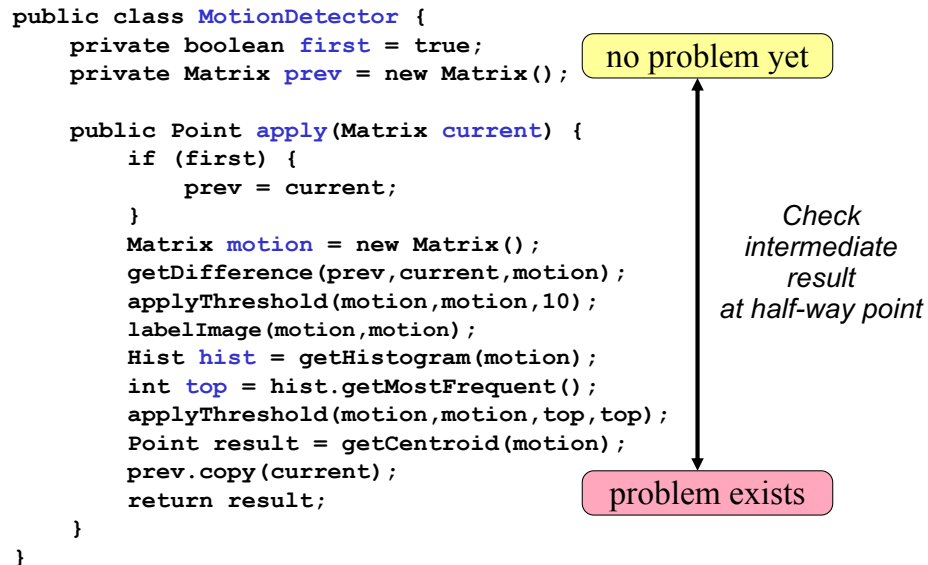 public class MotionDetector {
    private boolean first = true;
    private Matrix prev = new Matrix();
    public Point apply(Matrix current) {
        if (first) {
            prev = current;
        }
        Matrix motion = new Matrix();
        getDifference(prev,current,motion);
        applyThreshold(motion,motion,10);
        labelImage(motion,motion);
        Hist hist = getHistogram(motion);
        int top = hist.getMostFrequent();
        applyThreshold(motion,motion,top,top);
        Point result = getCentroid(motion);
        prev.copy(current);
        return result;
    }
}
no problem yet
Check
intermediate
result
at half-way point
problem exists